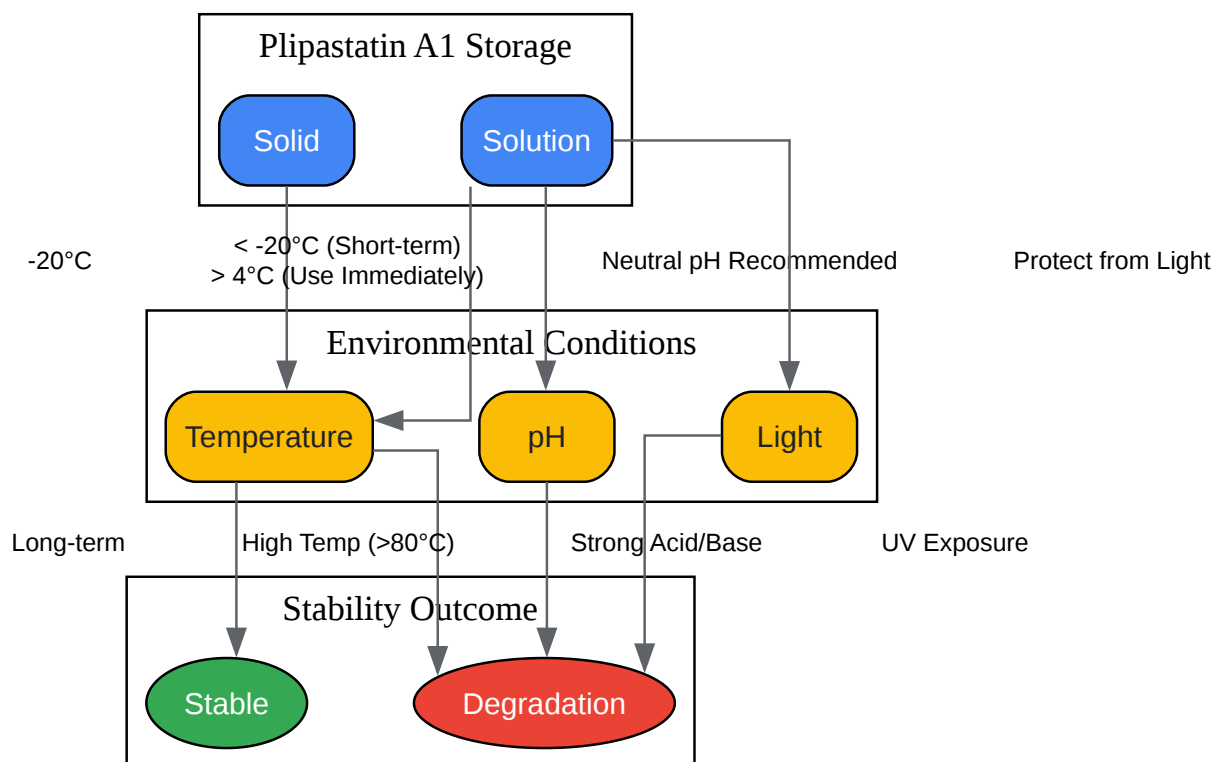 Plipastatin A1 Storage
Solid
Solution
-20°C
< -20°C (Short-term)
> 4°C (Use Immediately)
Neutral pH Recommended
Protect from Light
Environmental Conditions
Temperature
pH
Light
Long-term
High Temp (>80°C)
Strong Acid/Base
UV Exposure
Stability Outcome
Stable
Degradation